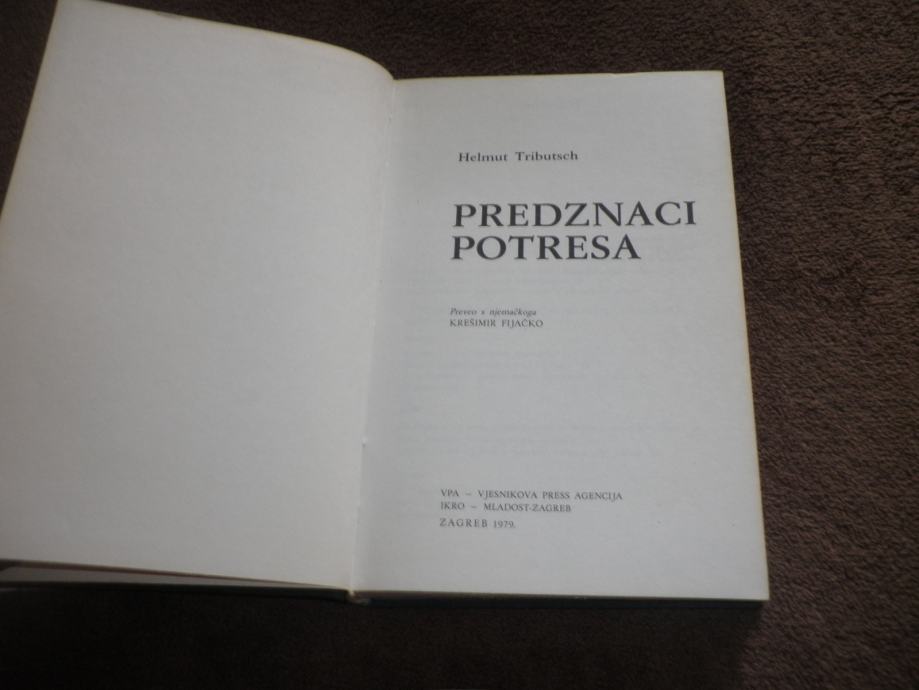 Helmut Tributsch
PREDZNACI
POTRESA
Preveo s njemačkoga
KREŠIMIR FIJAČKO
VPA – VJESNIKOVA PRESS AGENCIJA
IKRO – MLADOST-ZAGREB
ZAGREB 1979.